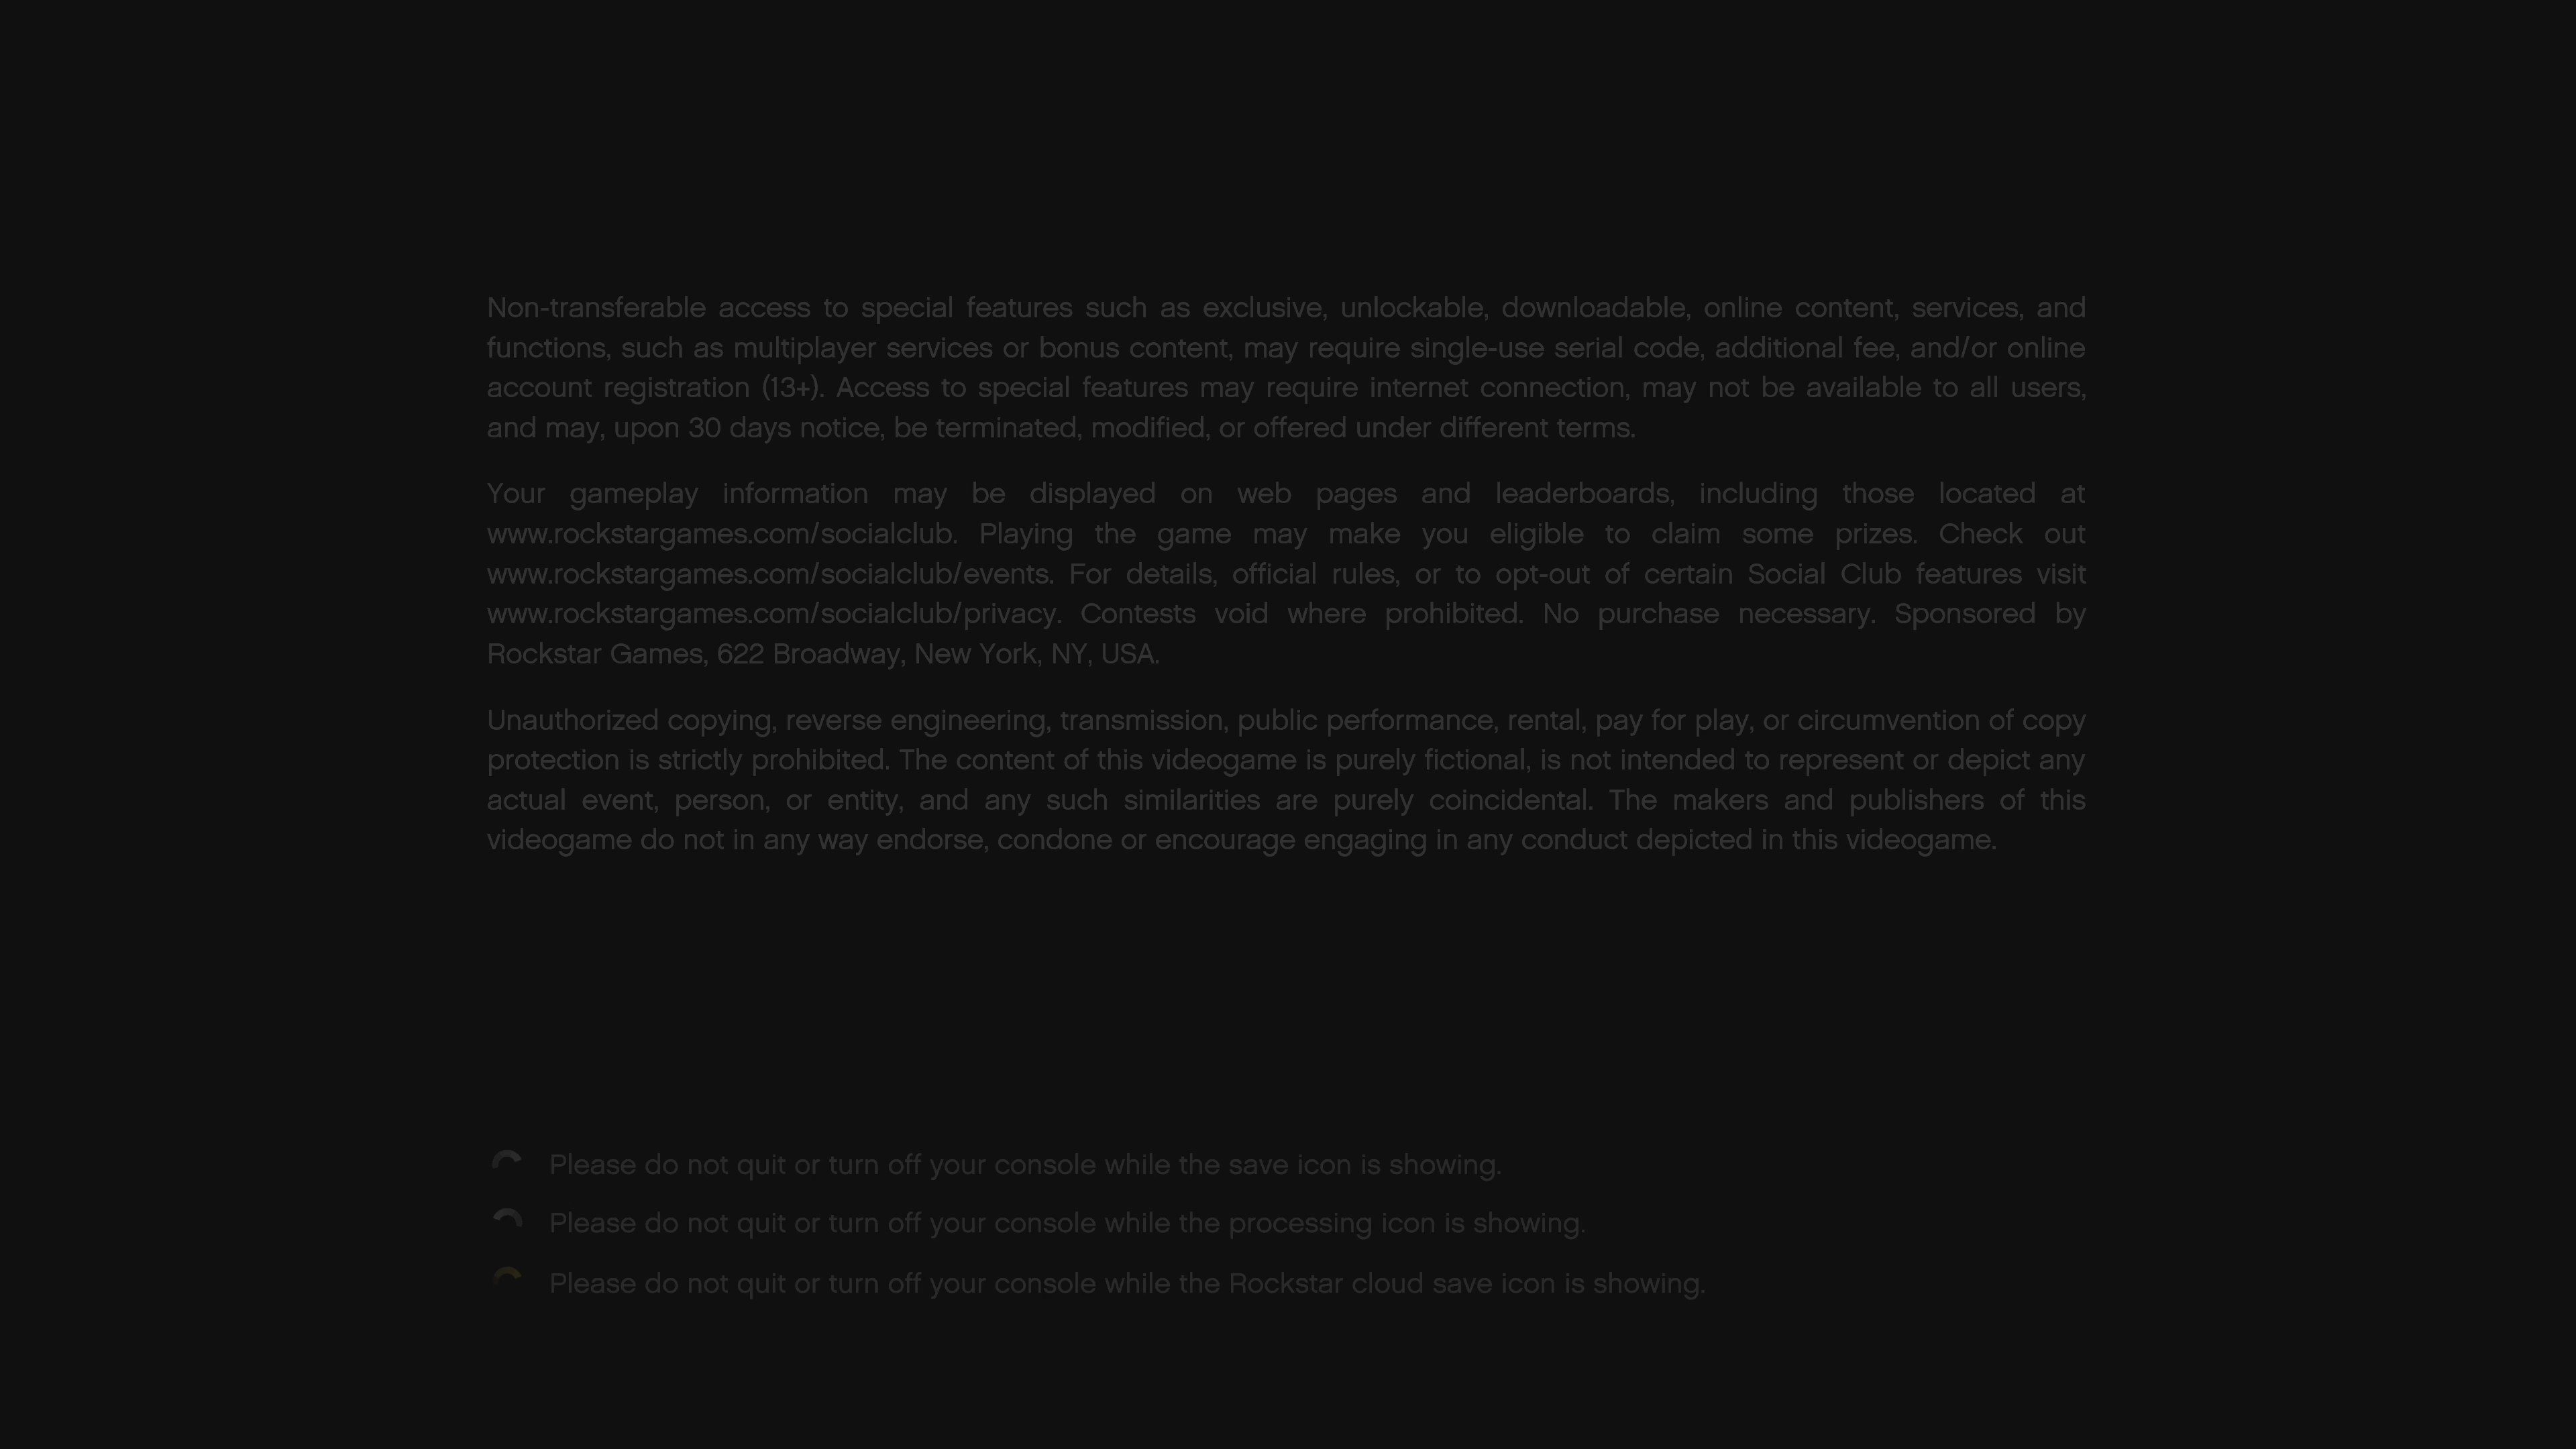 Non-transferable access to special features such as exclusive, unlockable, downloadable, online content, services, and
functions, such as multiplayer services or bonus content, may require single-use serial code, additional fee, and/or online
account registration (13+). Access to special features may require internet connection, may not be available to all users,
and may, upon 30 days notice, be terminated, modified, or offered under different terms.
Your gameplay information may be displayed on web pages and leaderboards, including those located at
www.rockstargames.com/socialclub. Playing the game may make you eligible to claim some prizes. Check out
www.rockstargames.com/socialclub/events. For details, official rules, or to opt-out of certain Social Club features visit
www.rockstargames.com/socialclub/privacy. Contests void where prohibited. No purchase necessary. Sponsored by
Rockstar Games, 622 Broadway, New York, NY, USA.
Unauthorized copying, reverse engineering, transmission, public performance, rental, pay for play, or circumvention of copy
protection is strictly prohibited. The content of this videogame is purely fictional, is not intended to represent or depict any
actual event, person, or entity, and any such similarities are purely coincidental. The makers and publishers of this
videogame do not in any way endorse, condone or encourage engaging in any conduct depicted in this videogame.
Please do not quit or turn off your console while the save icon is showing.
Please do not quit or turn off your console while the processing icon is showing.
Please do not quit or turn off your console while the Rockstar cloud save icon is showing.